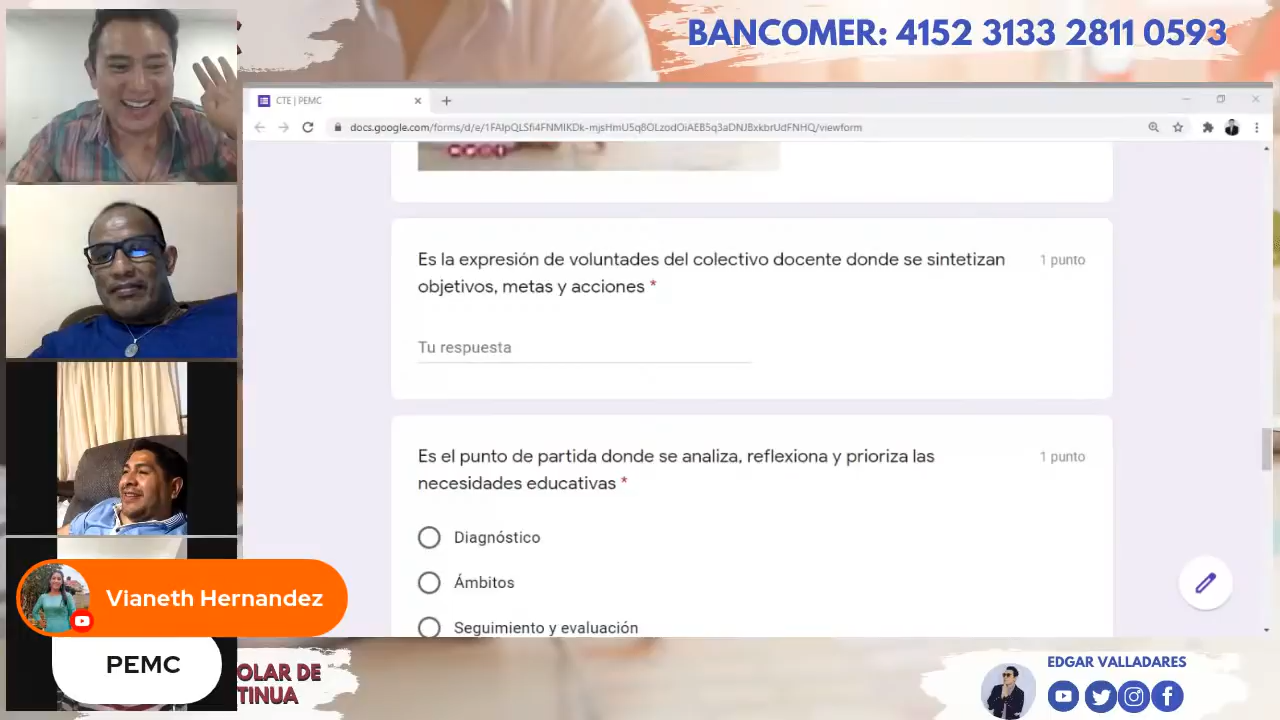 BANCOMER: 4152 3133 2811 0593
CTE | PEMC
docs.google.com/forms/d/e/1FAIpQLSfi4FNMIKDk-mjsHmU5q8OLzodOiAEB5q3aDNJBxkbrUdFNHQ/viewform
Es la expresión de voluntades del colectivo docente donde se sintetizan
objetivos, metas y acciones *
1 punto
Tu respuesta
Es el punto de partida donde se analiza, reflexiona y prioriza las
necesidades educativas *
1 punto
Diagnóstico
Ámbitos
Seguimiento y evaluación
Vianeth Hernandez
PEMC
OLAR DE
TINUA
EDGAR VALLADARES